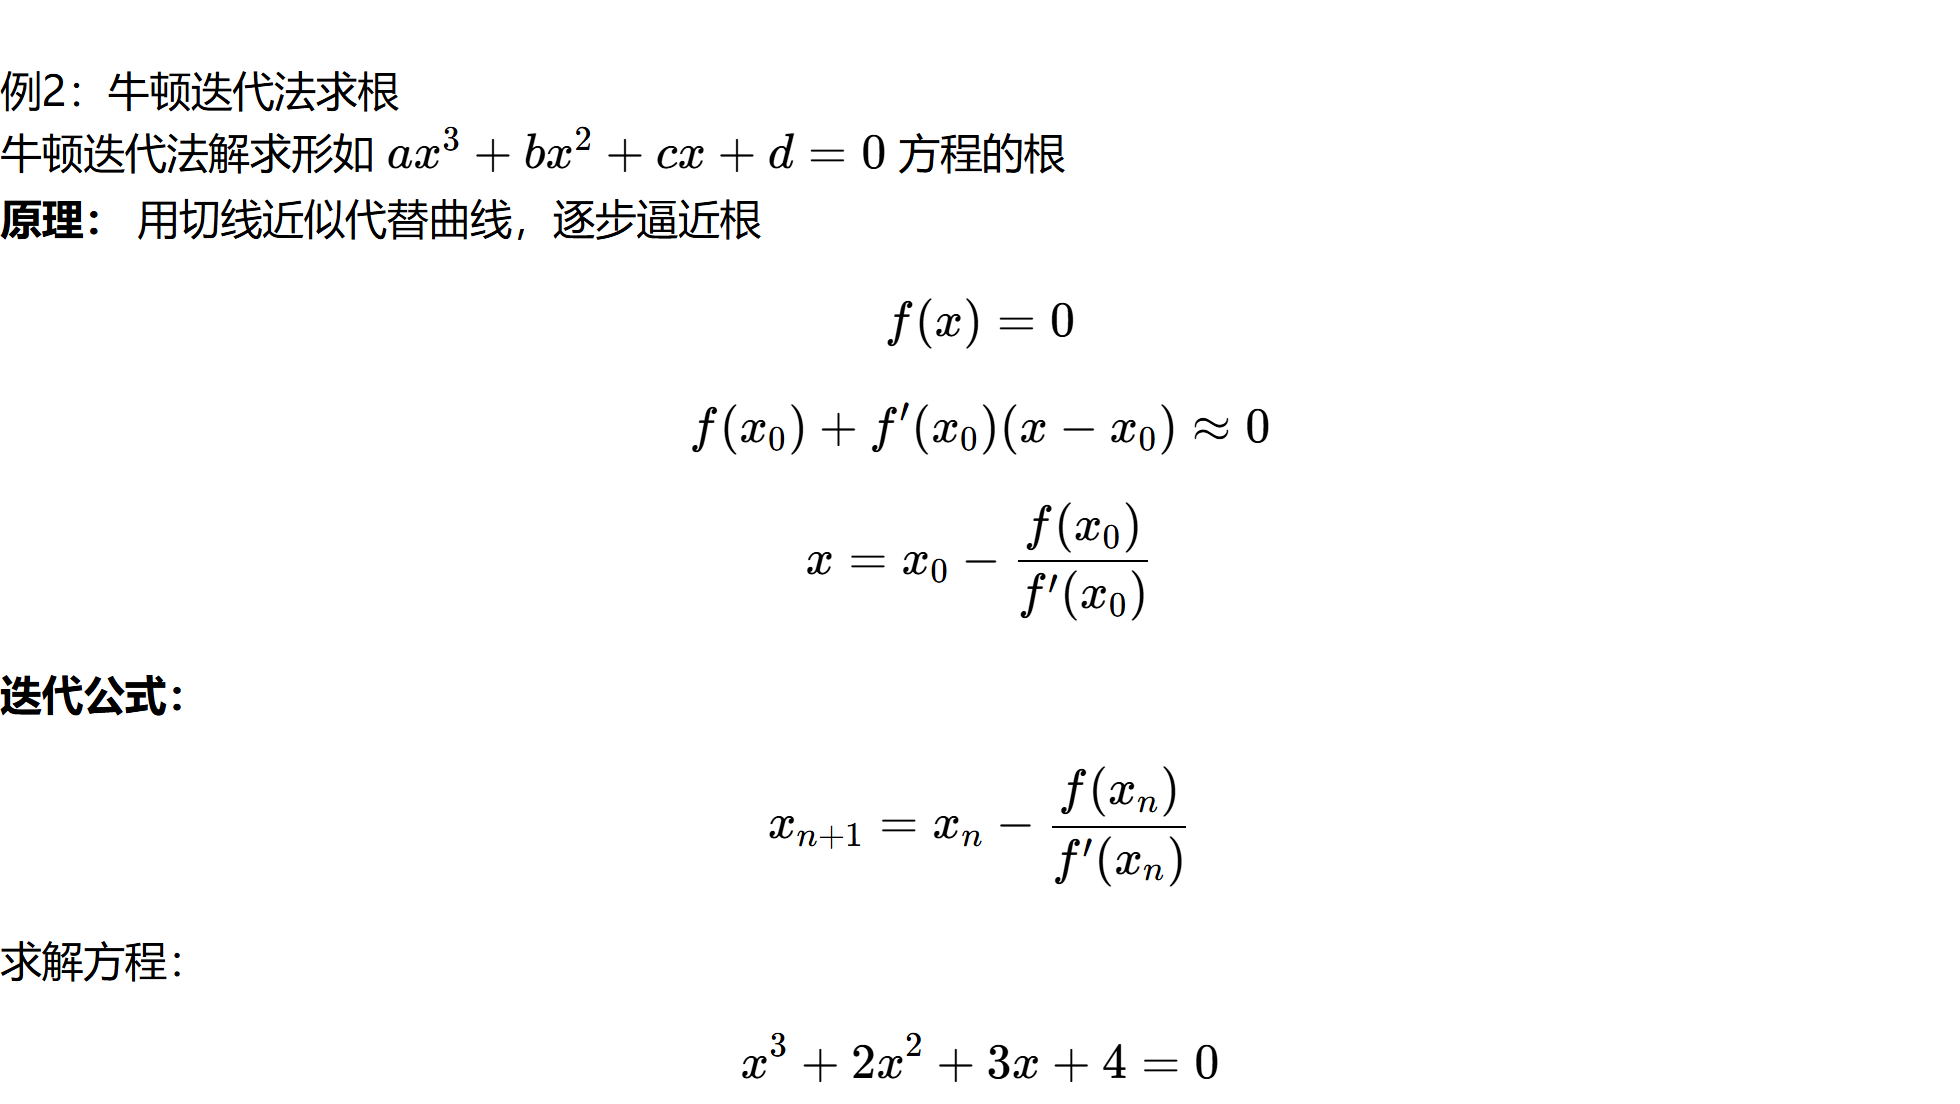 例2：牛顿迭代法求根
牛顿迭代法解求形如 ax³ + bx² + cx + d = 0 方程的根
原理： 用切线近似代替曲线，逐步逼近根
f(x) = 0
f(x₀) + f′(x₀)(x − x₀) ≈ 0
x = x₀ − f(x₀) / f′(x₀)
迭代公式：
xₙ₊₁ = xₙ − f(xₙ) / f′(xₙ)
求解方程：
x³ + 2x² + 3x + 4 = 0